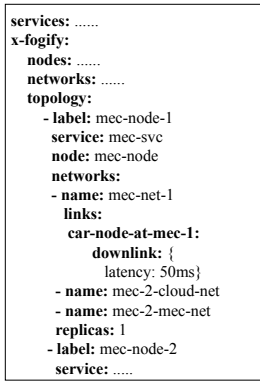 services: ......
x-fogify:
nodes: ......
networks: ......
topology:
- label: mec-node-1
service: mec-svc
node: mec-node
networks:
- name: mec-net-1
links:
car-node-at-mec-1:
downlink: {
latency: 50ms}
- name: mec-2-cloud-net
- name: mec-2-mec-net
replicas: 1
- label: mec-node-2
service: .....